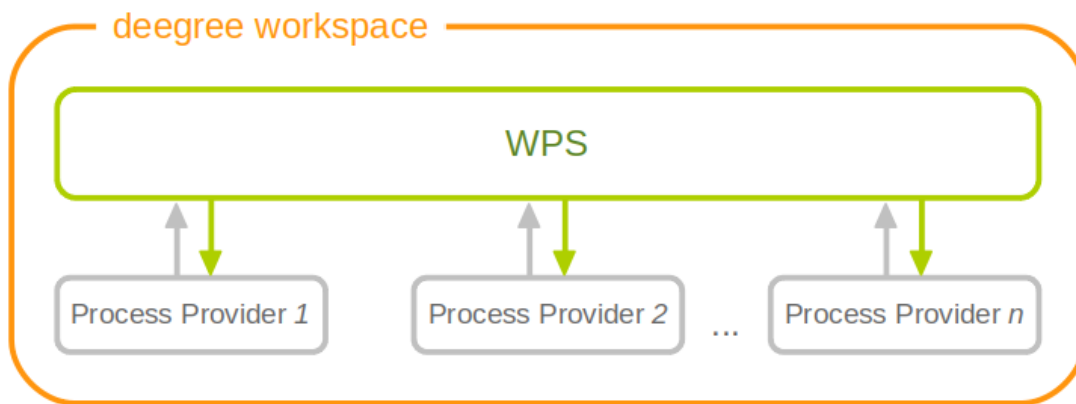 deegree workspace
WPS
Process Provider 1
Process Provider 2
...
Process Provider n